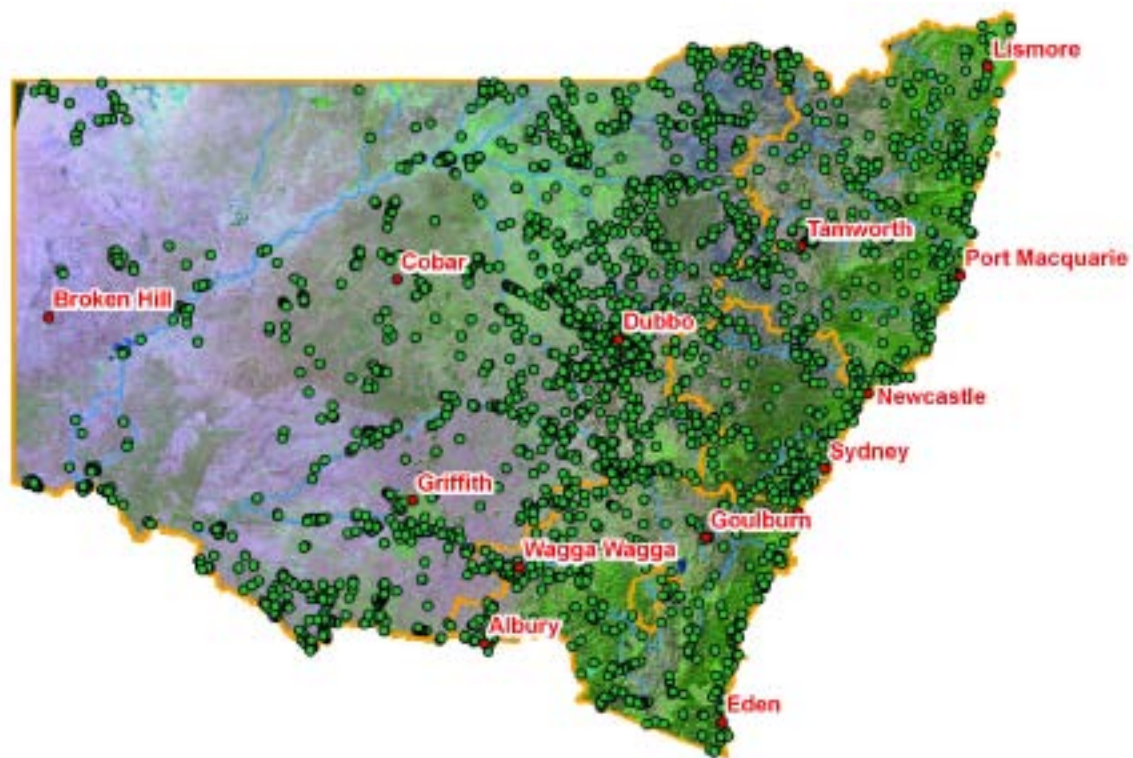 Lismore
Tamworth
Port Macquarie
Cobar
Broken Hill
Dubbo
Newcastle
Sydney
Griffith
Goulburn
Wagga Wagga
Albury
Eden